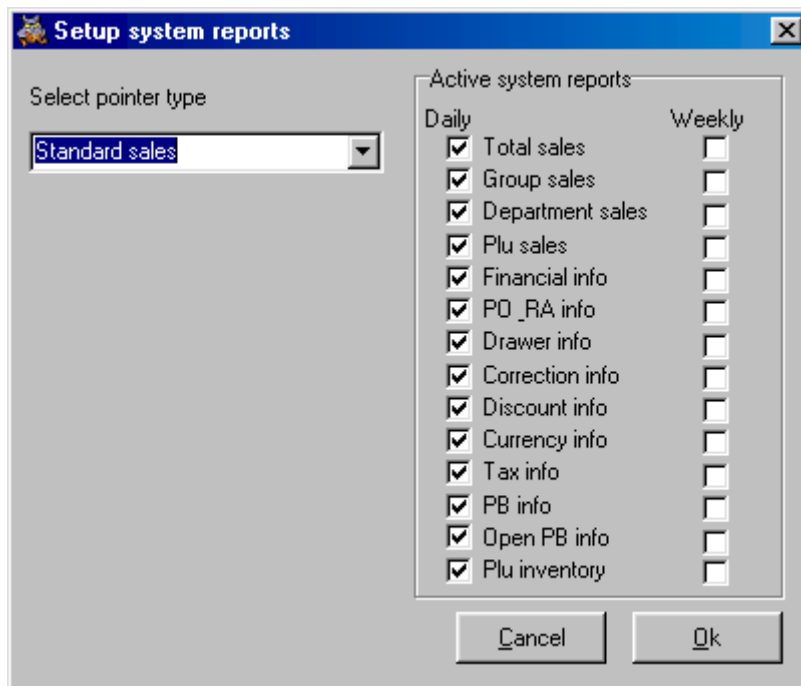 Setup system reports
Select pointer type
Standard sales
Active system reports
Daily Weekly
Total sales
Group sales
Department sales
Plu sales
Financial info
PO _RA info
Drawer info
Correction info
Discount info
Currency info
Tax info
PB info
Open PB info
Plu inventory
Cancel Ok